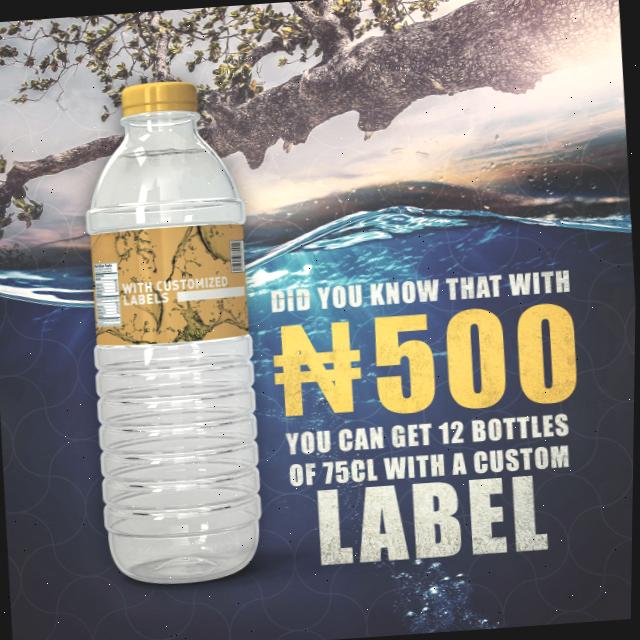 WITH CUSTOMIZED
LABELS
DID YOU KNOW THAT WITH
₦500
YOU CAN GET 12 BOTTLES
OF 75CL WITH A CUSTOM
LABEL